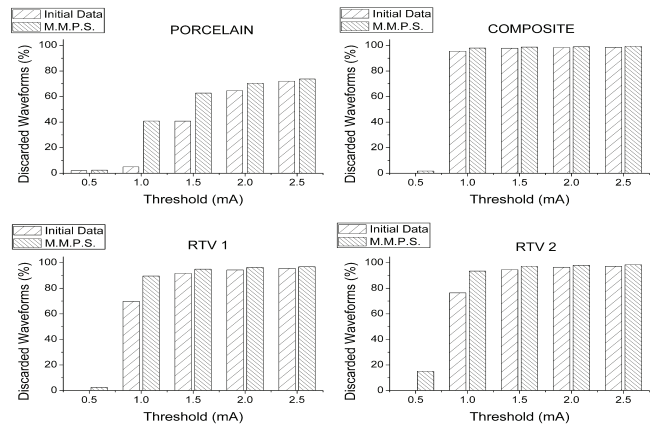 Initial Data
M.M.P.S.
PORCELAIN
Discarded Waveforms (%)
100
80
60
40
20
0
0.5 1.0 1.5 2.0 2.5
Threshold (mA)
Initial Data
M.M.P.S.
COMPOSITE
Discarded Waveforms (%)
100
80
60
40
20
0
0.5 1.0 1.5 2.0 2.5
Threshold (mA)
Initial Data
M.M.P.S.
RTV 1
Discarded Waveforms (%)
100
80
60
40
20
0
0.5 1.0 1.5 2.0 2.5
Threshold (mA)
Initial Data
M.M.P.S.
RTV 2
Discarded Waveforms (%)
100
80
60
40
20
0
0.5 1.0 1.5 2.0 2.5
Threshold (mA)